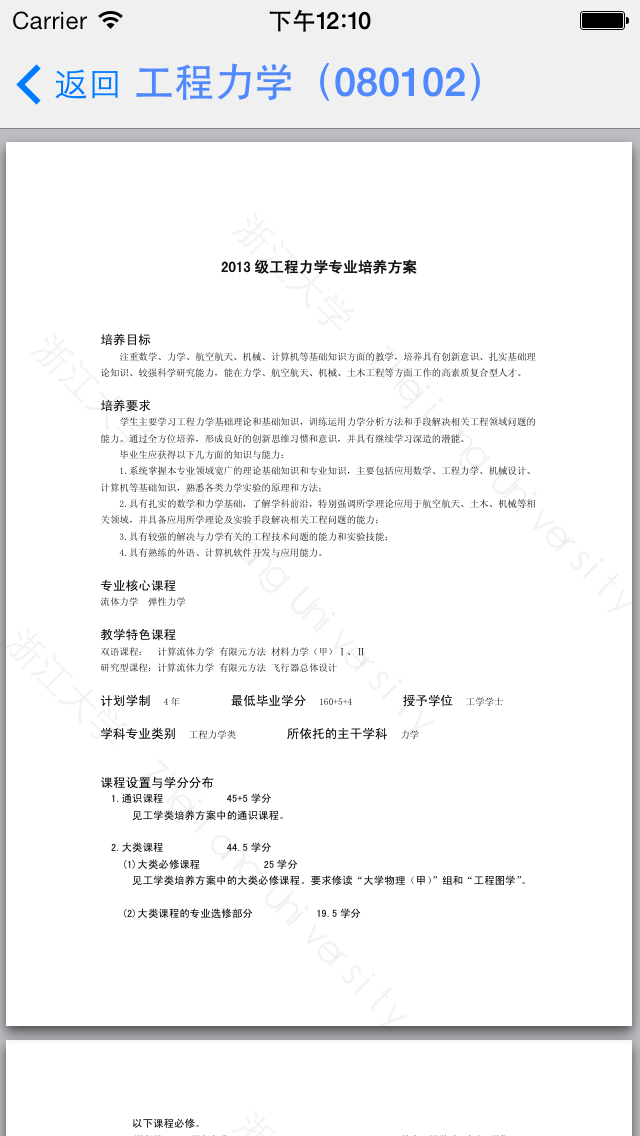 Carrier 下午12:10
返回 工程力学（080102）
2013 级工程力学专业培养方案
培养目标
注重数学、力学、航空航天、机械、计算机等基础知识方面的教学，培养具有创新意识、扎实基础理
论知识、较强科学研究能力，能在力学、航空航天、机械、土木工程等方面工作的高素质复合型人才。
培养要求
学生主要学习工程力学基础理论和基础知识，训练运用力学分析方法和手段解决相关工程领域问题的
能力。通过全方位培养，形成良好的创新思维习惯和意识，并具有继续学习深造的潜能。
毕业生应获得以下几方面的知识与能力：
1.系统掌握本专业领域宽广的理论基础知识和专业知识，主要包括应用数学、工程力学、机械设计、
计算机等基础知识，熟悉各类力学实验的原理和方法；
2.具有扎实的数学和力学基础，了解学科前沿，特别强调所学理论应用于航空航天、土木、机械等相
关领域，并具备应用所学理论及实验手段解决相关工程问题的能力；
3.具有较强的解决与力学有关的工程技术问题的能力和实验技能；
4.具有熟练的外语、计算机软件开发与应用能力。
专业核心课程
流体力学 弹性力学
教学特色课程
双语课程： 计算流体力学 有限元方法 材料力学（甲）Ⅰ、Ⅱ
研究型课程：计算流体力学 有限元方法 飞行器总体设计
计划学制 4 年 最低毕业学分 160+5+4 授予学位 工学学士
学科专业类别 工程力学类 所依托的主干学科 力学
课程设置与学分分布
1.通识课程 45+5 学分
见工学类培养方案中的通识课程。
2.大类课程 44.5 学分
(1)大类必修课程 25 学分
见工学类培养方案中的大类必修课程。要求修读“大学物理（甲）”组和“工程图学”。
(2)大类课程的专业选修部分 19.5 学分
以下课程必修。
浙江大学 Zhejiang University
浙江大学 Zhejiang University
浙江大学 Zhejiang University